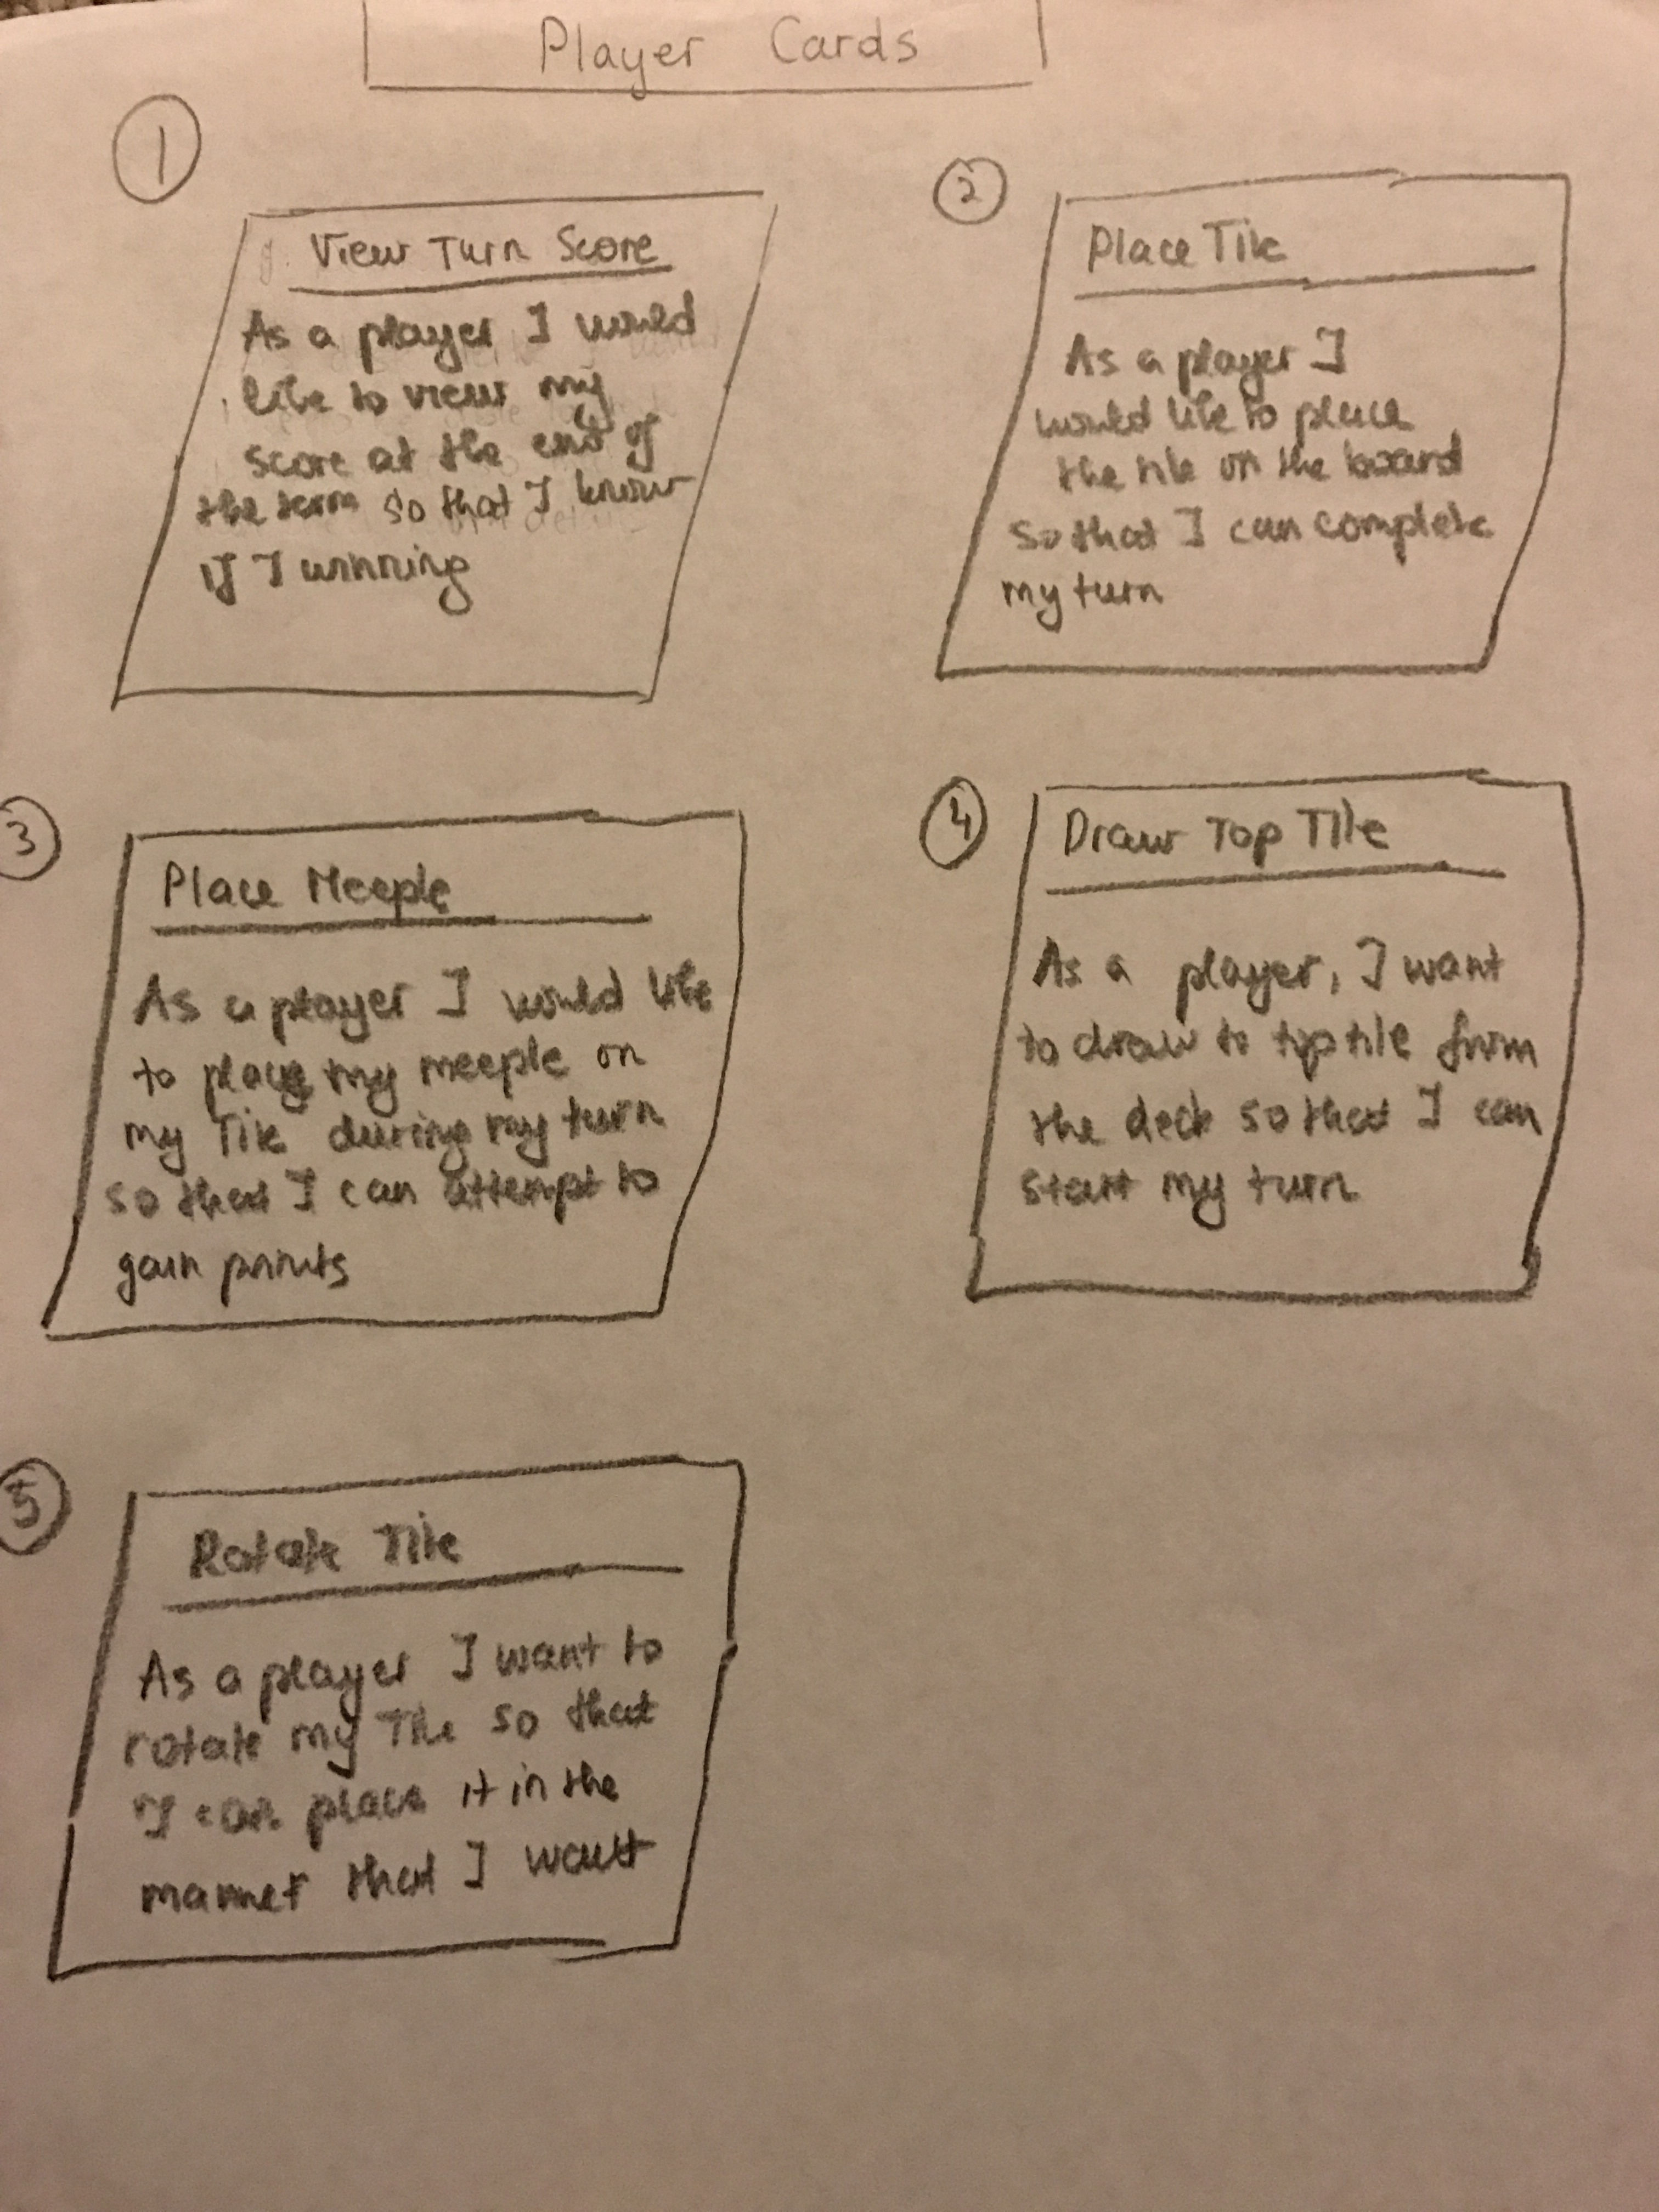 Player Cards
1
View Turn Score
As a player I would
like to view my
score at the end of
the term so that I know
if I winning
2
Place Tile
As a player I
would like to place
the tile on the board
so that I can complete
my turn
3
Place Meeple
As a player I would like
to place my meeple on
my Tile during my turn
so that I can attempt to
gain points
4
Draw Top Tile
As a player, I want
to draw to top tile from
the deck so that I can
start my turn
5
Rotate Tile
As a player I want to
rotate my Tile so that
I can place it in the
manner that I want